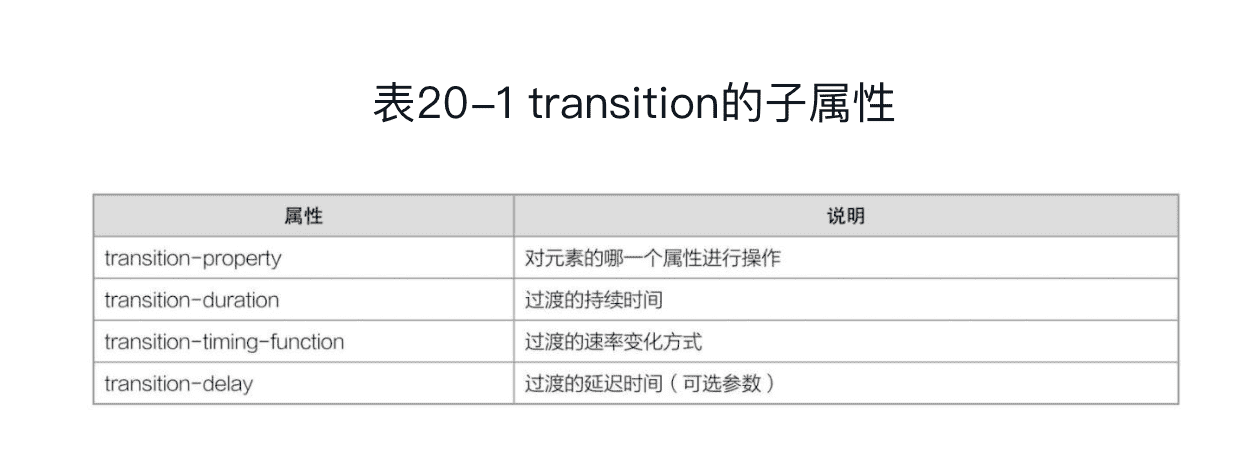 表20-1 transition的子属性
属性 说明
transition-property 对元素的哪一个属性进行操作
transition-duration 过渡的持续时间
transition-timing-function 过渡的速率变化方式
transition-delay 过渡的延迟时间（可选参数）